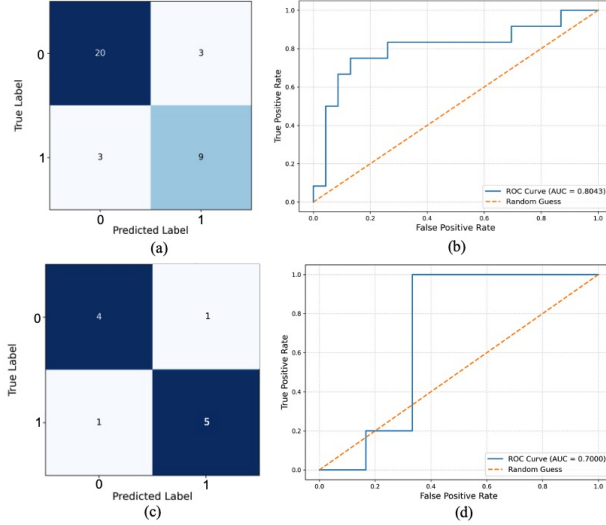 True Label
0
1
20
3
3
9
0
1
Predicted Label
(a)
True Positive Rate
1.0
0.8
0.6
0.4
0.2
0.0
ROC Curve (AUC = 0.8043)
Random Guess
0.0
0.2
0.4
0.6
0.8
1.0
False Positive Rate
(b)
True Label
0
1
4
1
1
5
0
1
Predicted Label
(c)
True Positive Rate
1.0
0.8
0.6
0.4
0.2
0.0
ROC Curve (AUC = 0.7000)
Random Guess
0.0
0.2
0.4
0.6
0.8
1.0
False Positive Rate
(d)